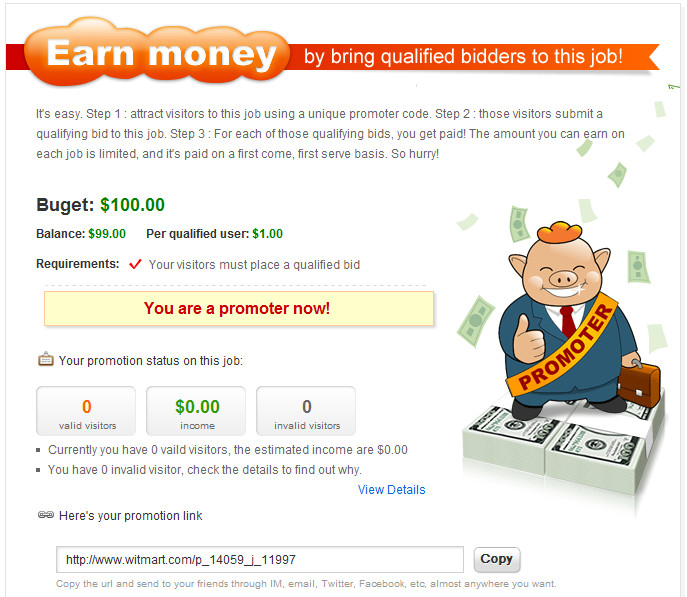 Earn money by bring qualified bidders to this job!
It's easy. Step 1 : attract visitors to this job using a unique promoter code. Step 2 : those visitors submit a
qualifying bid to this job. Step 3 : For each of those qualifying bids, you get paid! The amount you can earn on
each job is limited, and it's paid on a first come, first serve basis. So hurry!
Buget: $100.00
Balance: $99.00 Per qualified user: $1.00
Requirements: Your visitors must place a qualified bid
You are a promoter now!
PROMOTER
Your promotion status on this job:
0 $0.00 0
valid visitors income invalid visitors
Currently you have 0 vaild visitors, the estimated income are $0.00
You have 0 invalid visitor, check the details to find out why.
View Details
Here's your promotion link
http://www.witmart.com/p_14059_j_11997 Copy
Copy the url and send to your friends through IM, email, Twitter, Facebook, etc, almost anywhere you want.